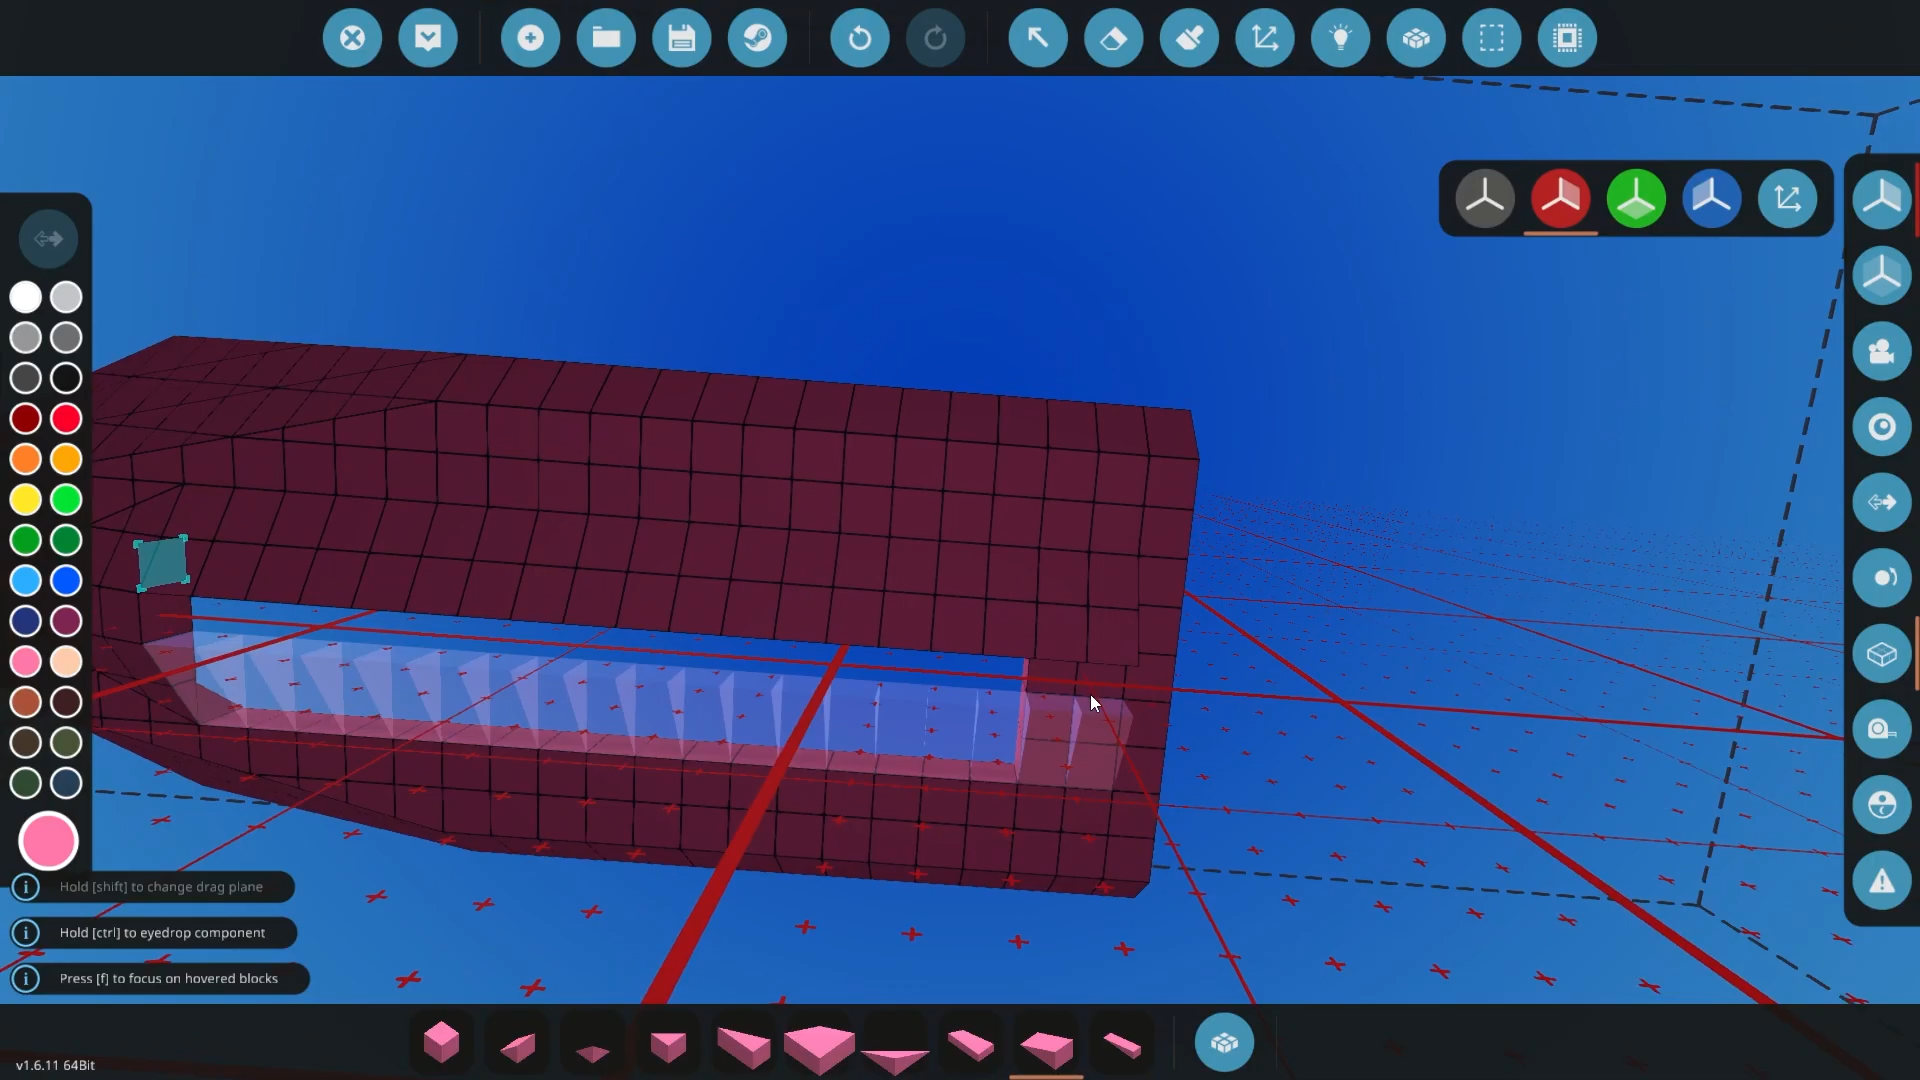 Hold [shift] to change drag plane
Hold [ctrl] to eyedrop component
Press [f] to focus on hovered blocks
v1.6.11 64Bit